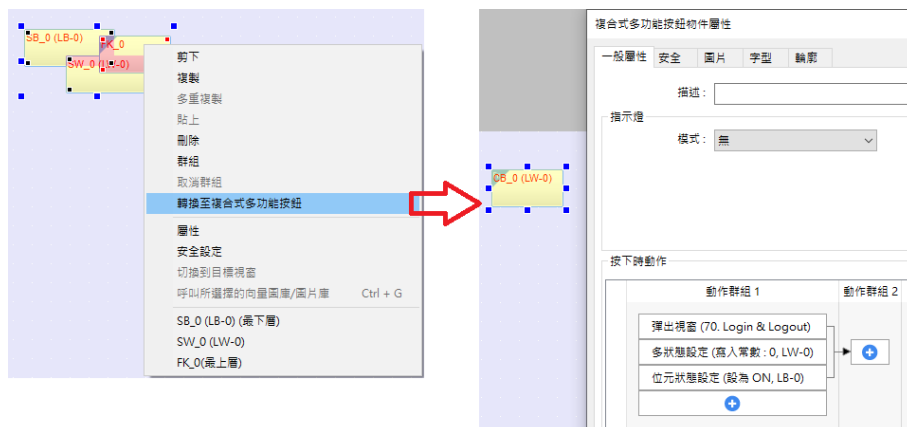 SB_0 (LB-0)
FK_0
SW_0 (LW-0)
剪下
複製
多重複製
貼上
刪除
群組
取消群組
轉換至複合式多功能按鈕
屬性
安全設定
切換到目標視窗
呼叫所選擇的向量圖庫/圖片庫 Ctrl + G
SB_0 (LB-0) (最下層)
SW_0 (LW-0)
FK_0(最上層)
CB_0 (LW-0)
複合式多功能按鈕物件屬性
一般屬性 安全 圖片 字型 輪廓
描述 :
指示燈
模式 : 無
按下時動作
動作群組 1 動作群組 2
彈出視窗 (70. Login & Logout)
多狀態設定 (寫入常數 : 0, LW-0)
位元狀態設定 (設為 ON, LB-0)